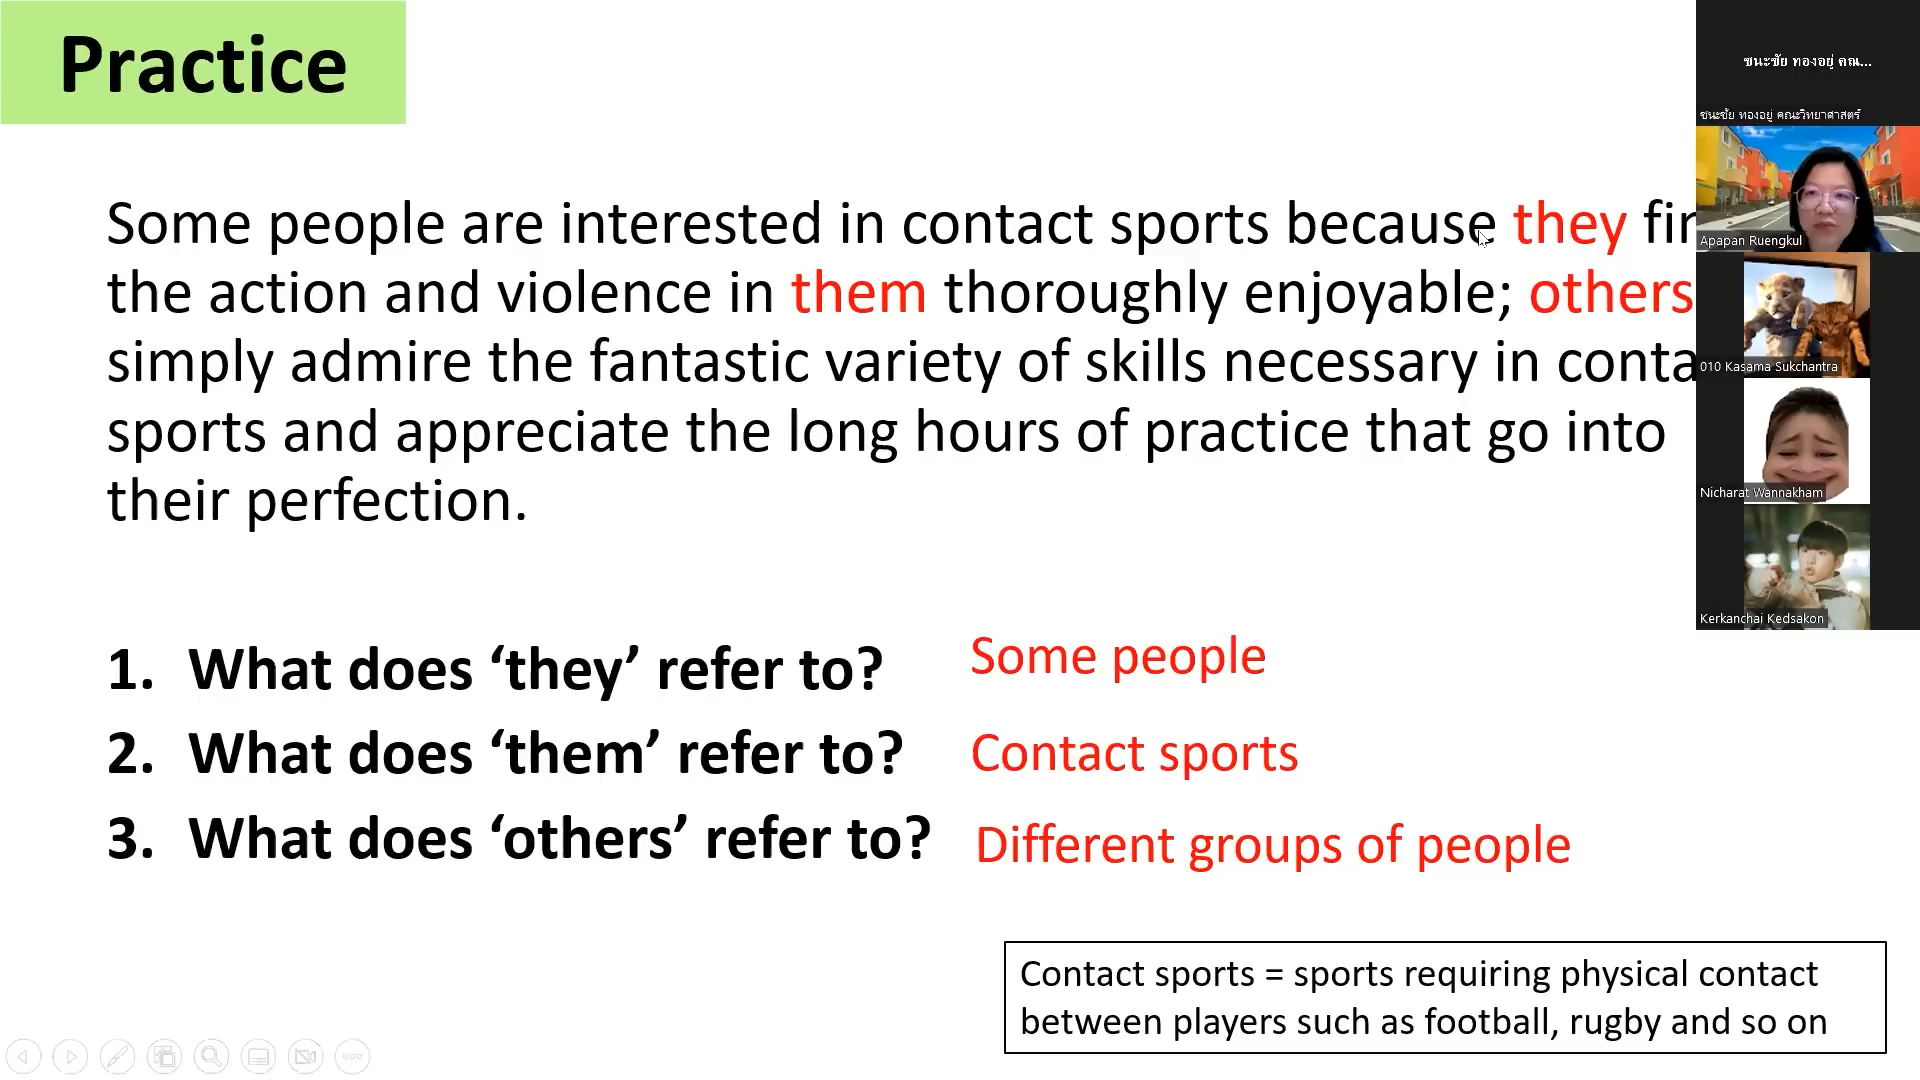 Practice
Some people are interested in contact sports because they fin
the action and violence in them thoroughly enjoyable; others
simply admire the fantastic variety of skills necessary in conta
sports and appreciate the long hours of practice that go into
their perfection.
1. What does ‘they’ refer to? Some people
2. What does ‘them’ refer to? Contact sports
3. What does ‘others’ refer to? Different groups of people
Contact sports = sports requiring physical contact
between players such as football, rugby and so on
ชนะชัย ทองอยู่ คณ...
ชนะชัย ทองอยู่ คณะวิทยาศาสตร์
Apapan Ruengkul
010 Kasama Sukchantra
Nicharat Wannakham
Kerkanchai Kedsakon